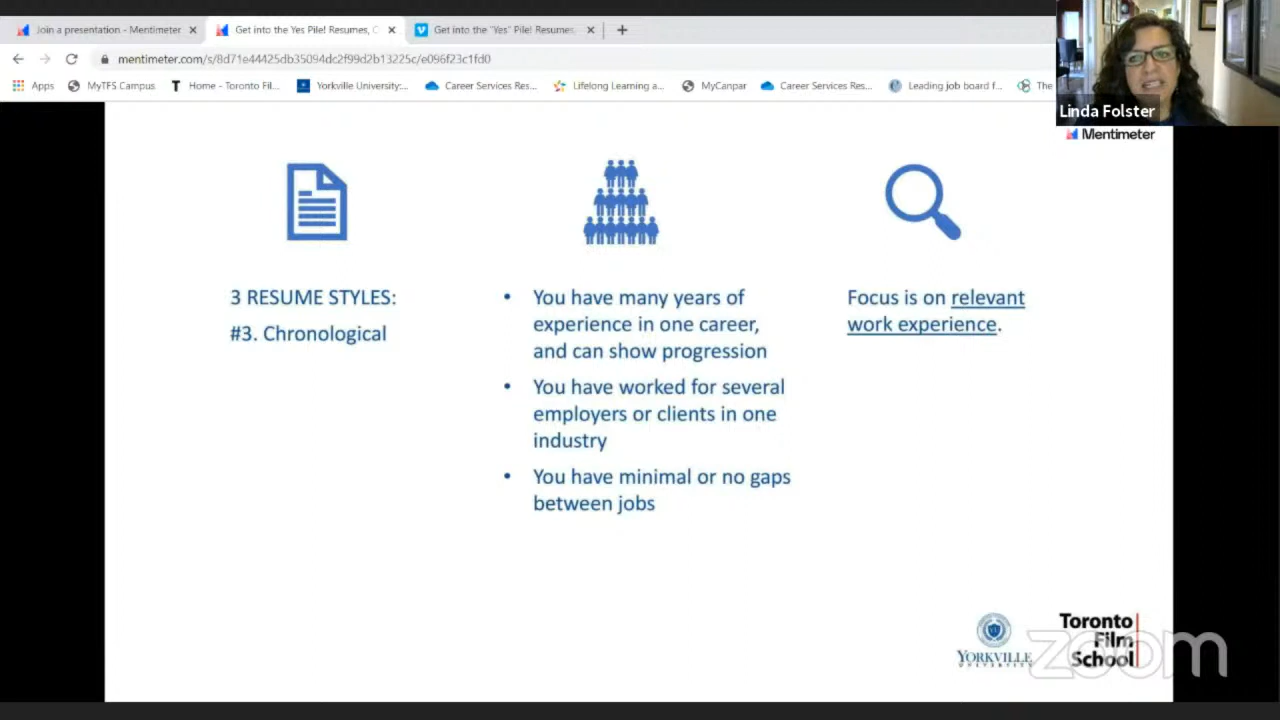 Join a presentation - Mentimeter
Get into the Yes Pile! Resumes, C
Get into the "Yes" Pile! Resumes,
mentimeter.com/s/8d71e44425db35094dc2f99d2b13225c/e096f23c1fd0
Apps
MyTFS Campus
Home - Toronto Fil...
Yorkville University:...
Career Services Res...
Lifelong Learning a...
MyCanpar
Career Services Res...
Leading job board f...
The
Linda Folster
Mentimeter
3 RESUME STYLES:
#3. Chronological
• You have many years of
experience in one career,
and can show progression
• You have worked for several
employers or clients in one
industry
• You have minimal or no gaps
between jobs
Focus is on relevant
work experience.
YORKVILLE
UNIVERSITY
Toronto
Film
School
zoom